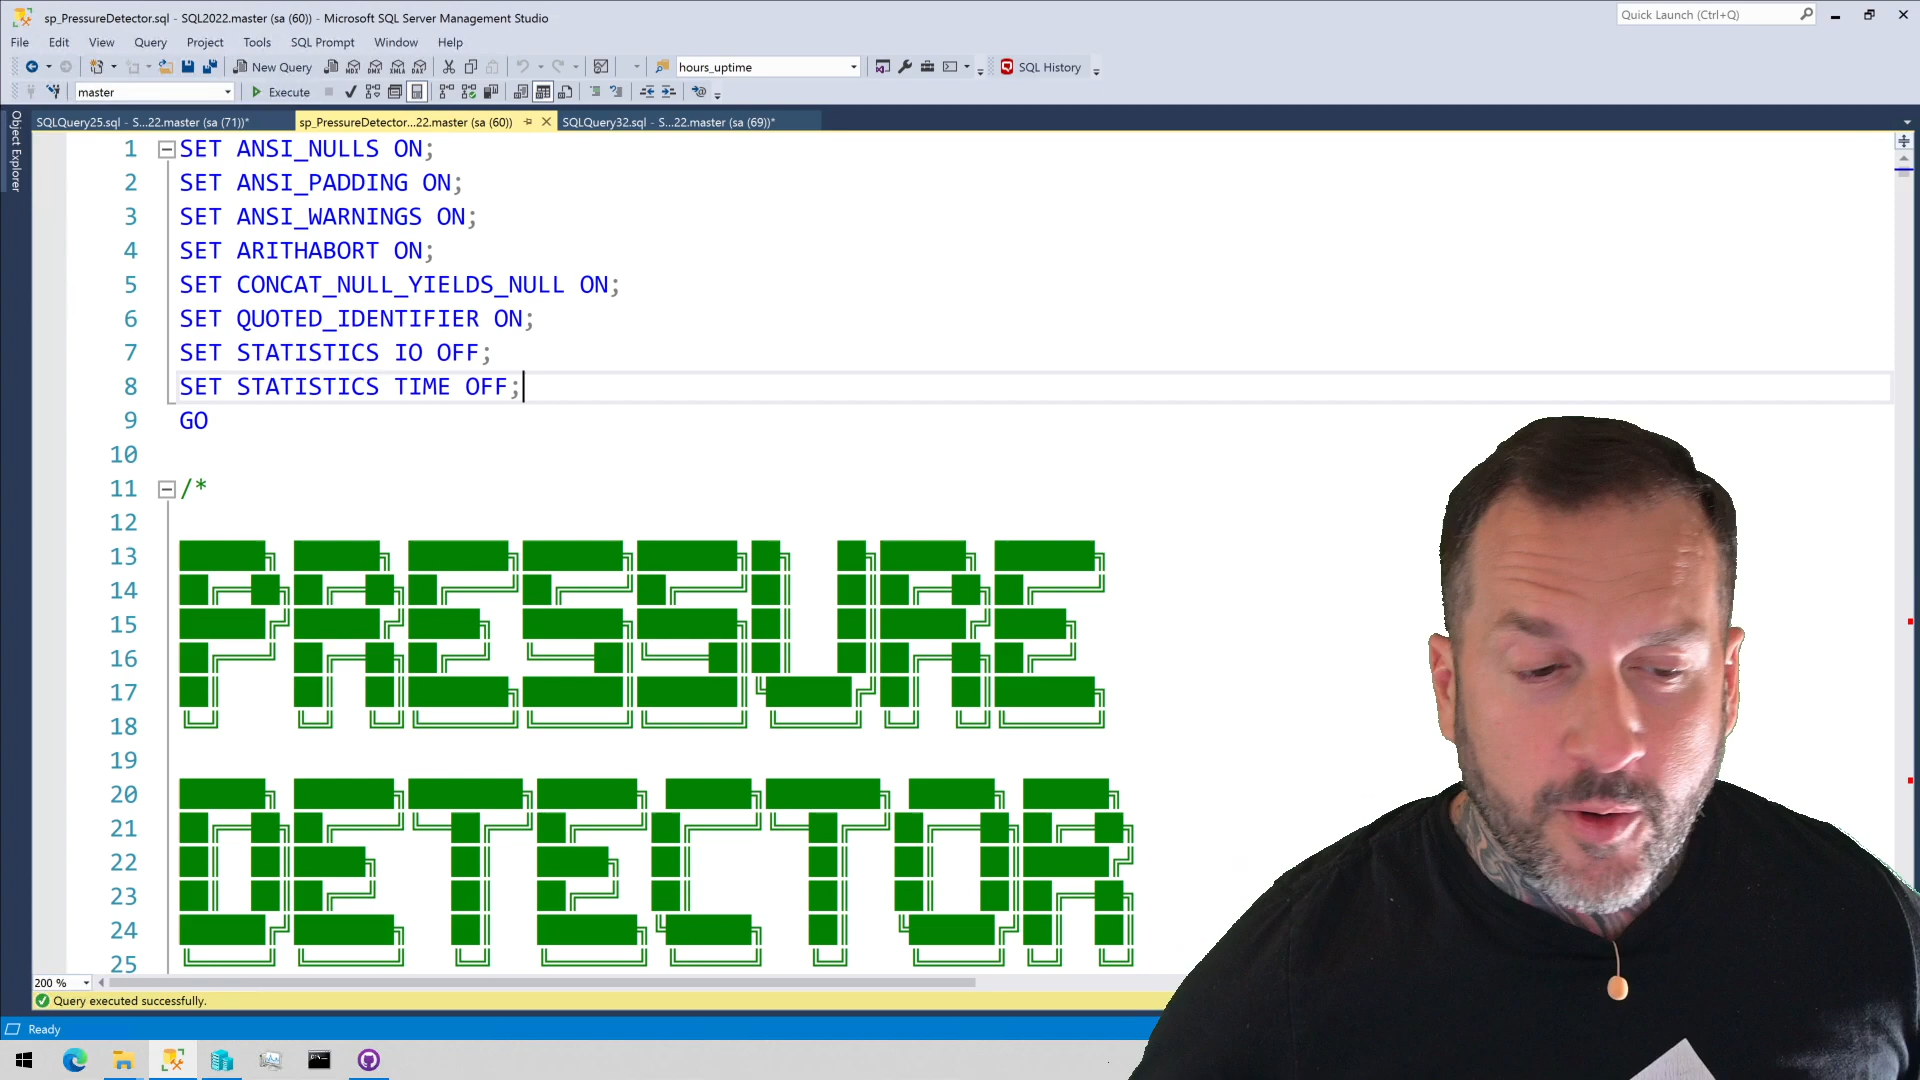 sp_PressureDetector.sql - SQL2022.master (sa (60)) - Microsoft SQL Server Management Studio
Quick Launch (Ctrl+Q)
File Edit View Query Project Tools SQL Prompt Window Help
New Query
MDX DMX XMLA DAX
hours_uptime
SQL History
master
Execute
Object Explorer
SQLQuery25.sql - S...22.master (sa (71))*
sp_PressureDetector...22.master (sa (60))
SQLQuery32.sql - S...22.master (sa (69))*
1 SET ANSI_NULLS ON;
2 SET ANSI_PADDING ON;
3 SET ANSI_WARNINGS ON;
4 SET ARITHABORT ON;
5 SET CONCAT_NULL_YIELDS_NULL ON;
6 SET QUOTED_IDENTIFIER ON;
7 SET STATISTICS IO OFF;
8 SET STATISTICS TIME OFF;
9 GO
10
11 /*
12
13
14
15
16
17
18
PRESSURE
19
20
21
22
23
24
25
DETECTOR
200 %
Query executed successfully.
Ready